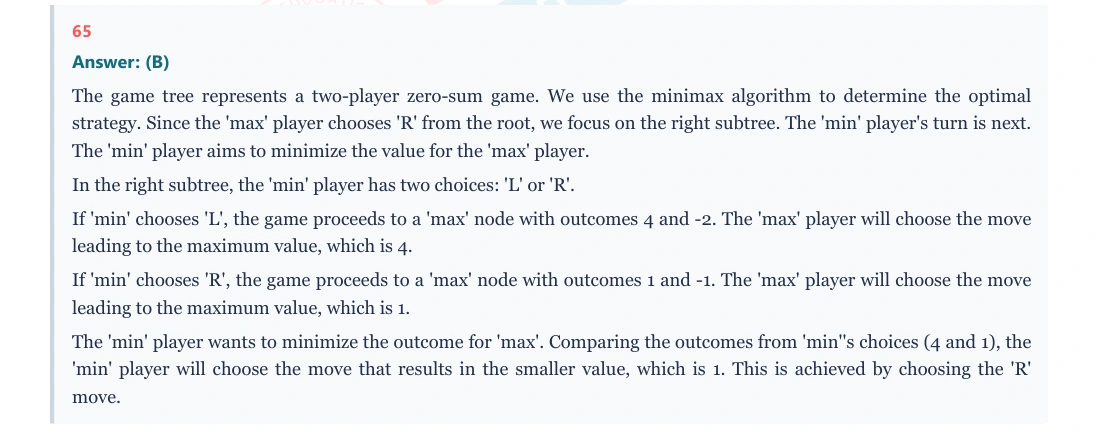 65
Answer: (B)
The game tree represents a two-player zero-sum game. We use the minimax algorithm to determine the optimal
strategy. Since the 'max' player chooses 'R' from the root, we focus on the right subtree. The 'min' player's turn is next.
The 'min' player aims to minimize the value for the 'max' player.
In the right subtree, the 'min' player has two choices: 'L' or 'R'.
If 'min' chooses 'L', the game proceeds to a 'max' node with outcomes 4 and -2. The 'max' player will choose the move
leading to the maximum value, which is 4.
If 'min' chooses 'R', the game proceeds to a 'max' node with outcomes 1 and -1. The 'max' player will choose the move
leading to the maximum value, which is 1.
The 'min' player wants to minimize the outcome for 'max'. Comparing the outcomes from 'min''s choices (4 and 1), the
'min' player will choose the move that results in the smaller value, which is 1. This is achieved by choosing the 'R'
move.